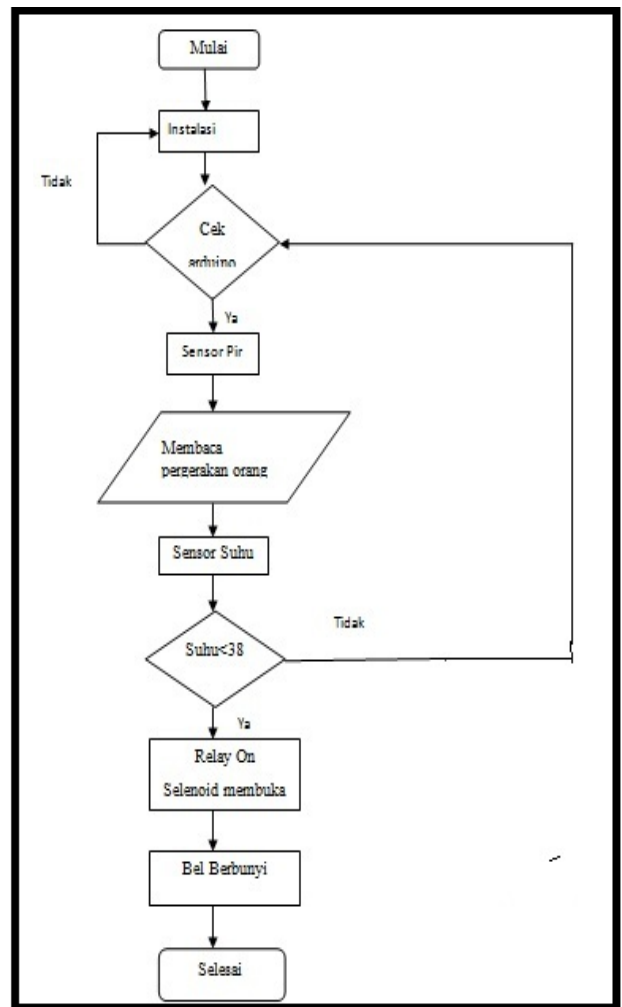 Mulai
Instalasi
Tidak
Cek
arduino
Ya
Sensor Pir
Membaca
pergerakan orang
Sensor Suhu
Tidak
Suhu<38
Ya
Relay On
Selenoid membuka
Bel Berbunyi
Selesai